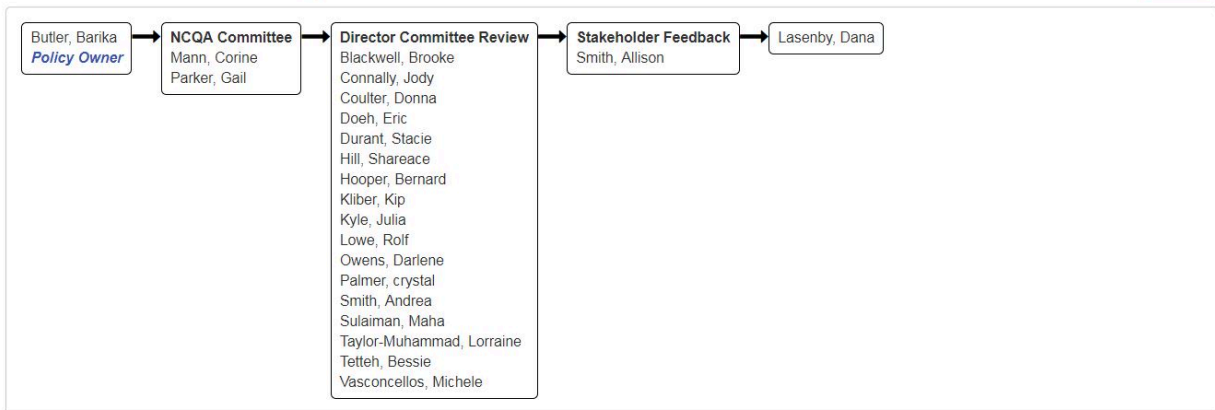 Butler, Barika
Policy Owner
NCQA Committee
Mann, Corine
Parker, Gail
Director Committee Review
Blackwell, Brooke
Connally, Jody
Coulter, Donna
Doeh, Eric
Durant, Stacie
Hill, Shareace
Hooper, Bernard
Kliber, Kip
Kyle, Julia
Lowe, Rolf
Owens, Darlene
Palmer, crystal
Smith, Andrea
Sulaiman, Maha
Taylor-Muhammad, Lorraine
Tetteh, Bessie
Vasconcellos, Michele
Stakeholder Feedback
Smith, Allison
Lasenby, Dana